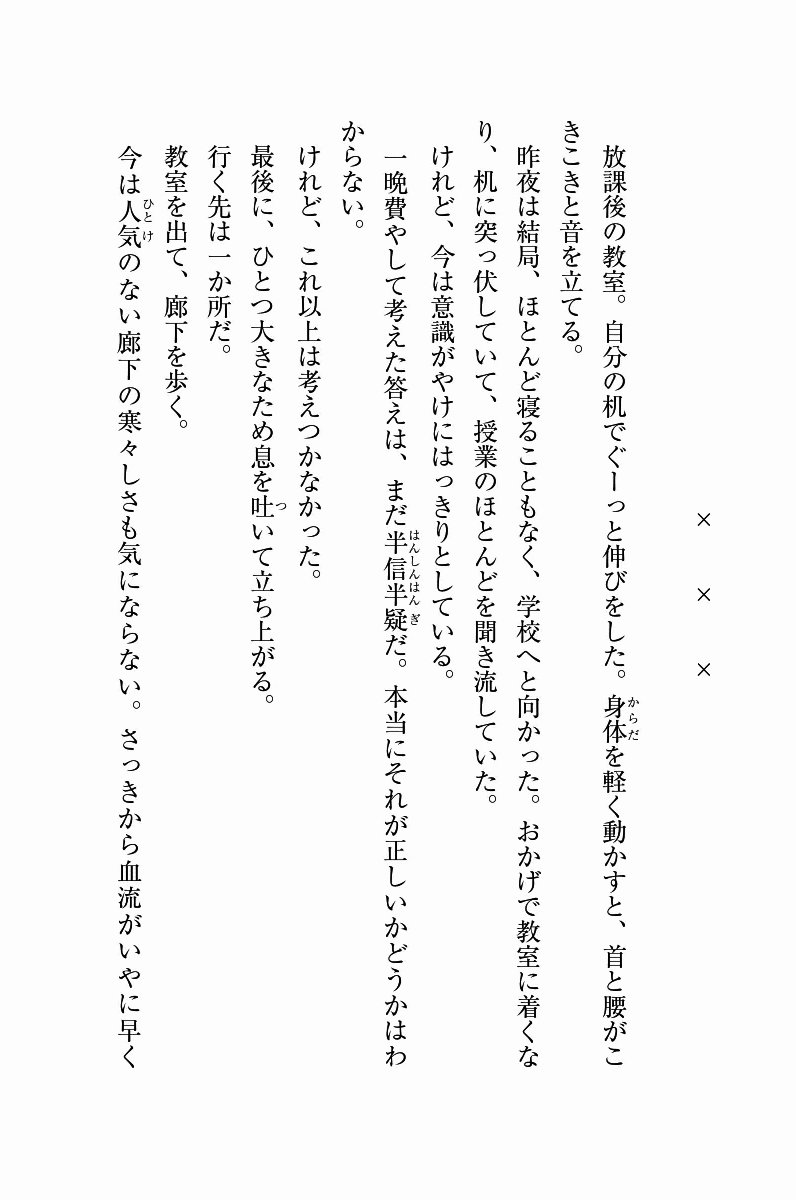 × × ×
放課後の教室。自分の机でぐーっと伸びをした。身体を軽く動かすと、首と腰がこ
きこきと音を立てる。
昨夜は結局、ほとんど寝ることもなく、学校へと向かった。おかげで教室に着くな
り、机に突っ伏していて、授業のほとんどを聞き流していた。
けれど、今は意識がやけにはっきりとしている。
一晩費やして考えた答えは、まだ半信半疑だ。本当にそれが正しいかどうかはわ
からない。
けれど、これ以上は考えつかなかった。
最後に、ひとつ大きなため息を吐いて立ち上がる。
行く先は一か所だ。
教室を出て、廊下を歩く。
今は人気のない廊下の寒々しさも気にならない。さっきから血流がいやに早く